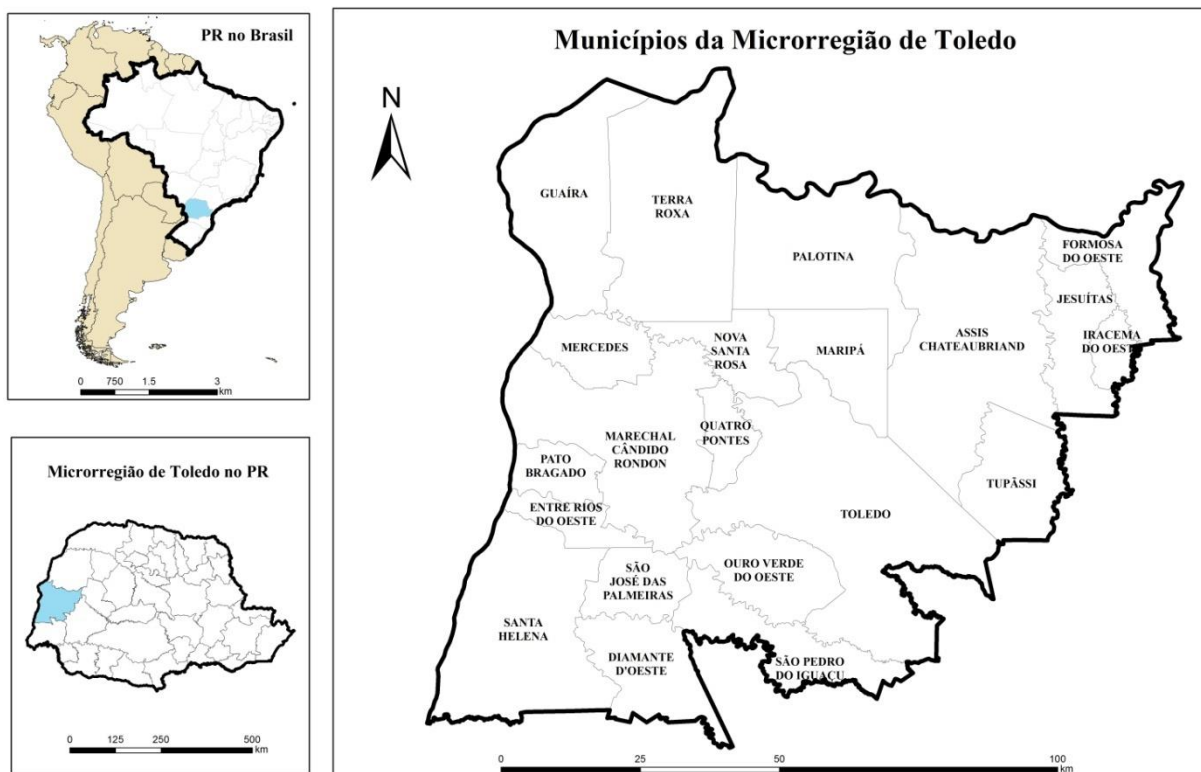 PR no Brasil
0 750 1.5 3
km
Microrregião de Toledo no PR
0 125 250 500
km
Municípios da Microrregião de Toledo
N
GUAÍRA
TERRA
ROXA
PALOTINA
FORMOSA
DO OESTE
JESUÍTAS
IRACEMA
DO OESTE
ASSIS
CHATEAUBRIAND
MERCEDES
NOVA
SANTA
ROSA
MARIPÁ
MARECHAL
CÂNDIDO
RONDON
QUATRO
PONTES
PATO
BRAGADO
TUPÃSSI
ENTRE RIOS
DO OESTE
TOLEDO
SÃO
JOSÉ DAS
PALMEIRAS
OURO VERDE
DO OESTE
SANTA
HELENA
DIAMANTE
D'OESTE
SÃO PEDRO
DO IGUAÇU
0 25 50 100
km